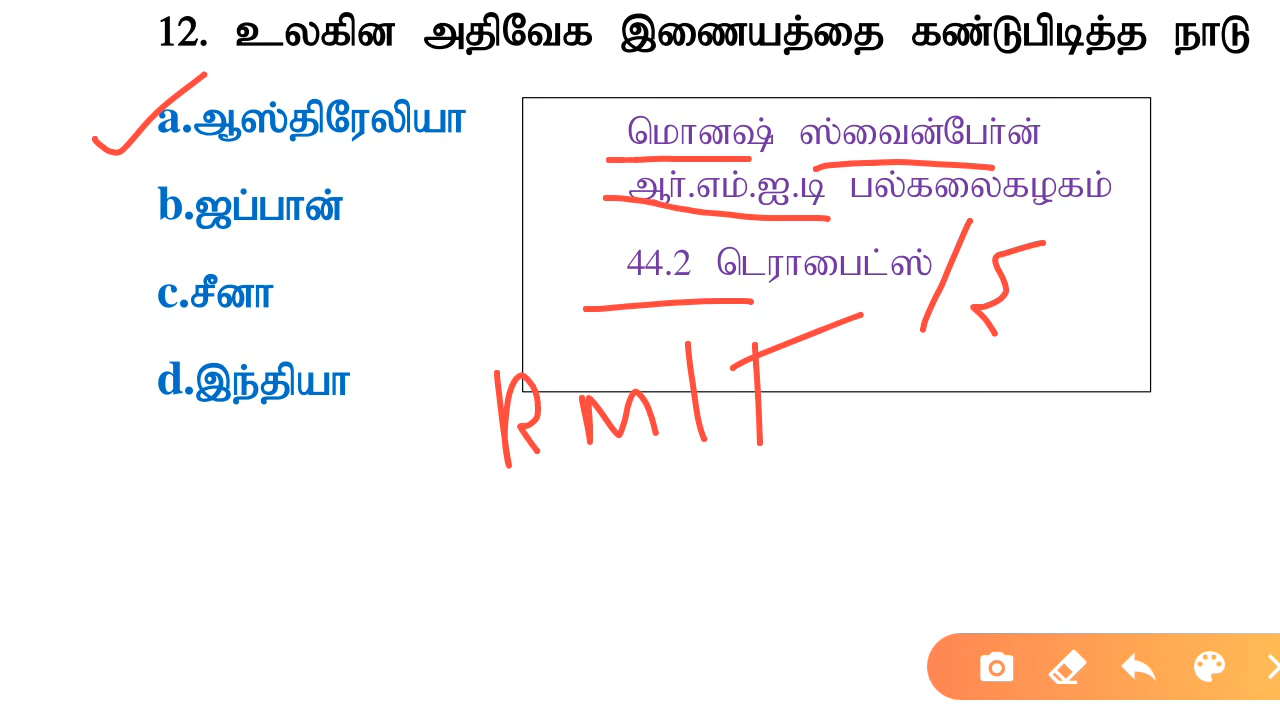 12. உலகின அதிவேக இணையத்தை கண்டுபிடித்த நாடு
a.ஆஸ்திரேலியா
b.ஜப்பான்
c.சீனா
d.இந்தியா
மொனஷ் ஸ்வைன்பேர்ன்
ஆர்.எம்.ஐ.டி பல்கலைகழகம்
44.2 டெராபைட்ஸ் /s
RMIT